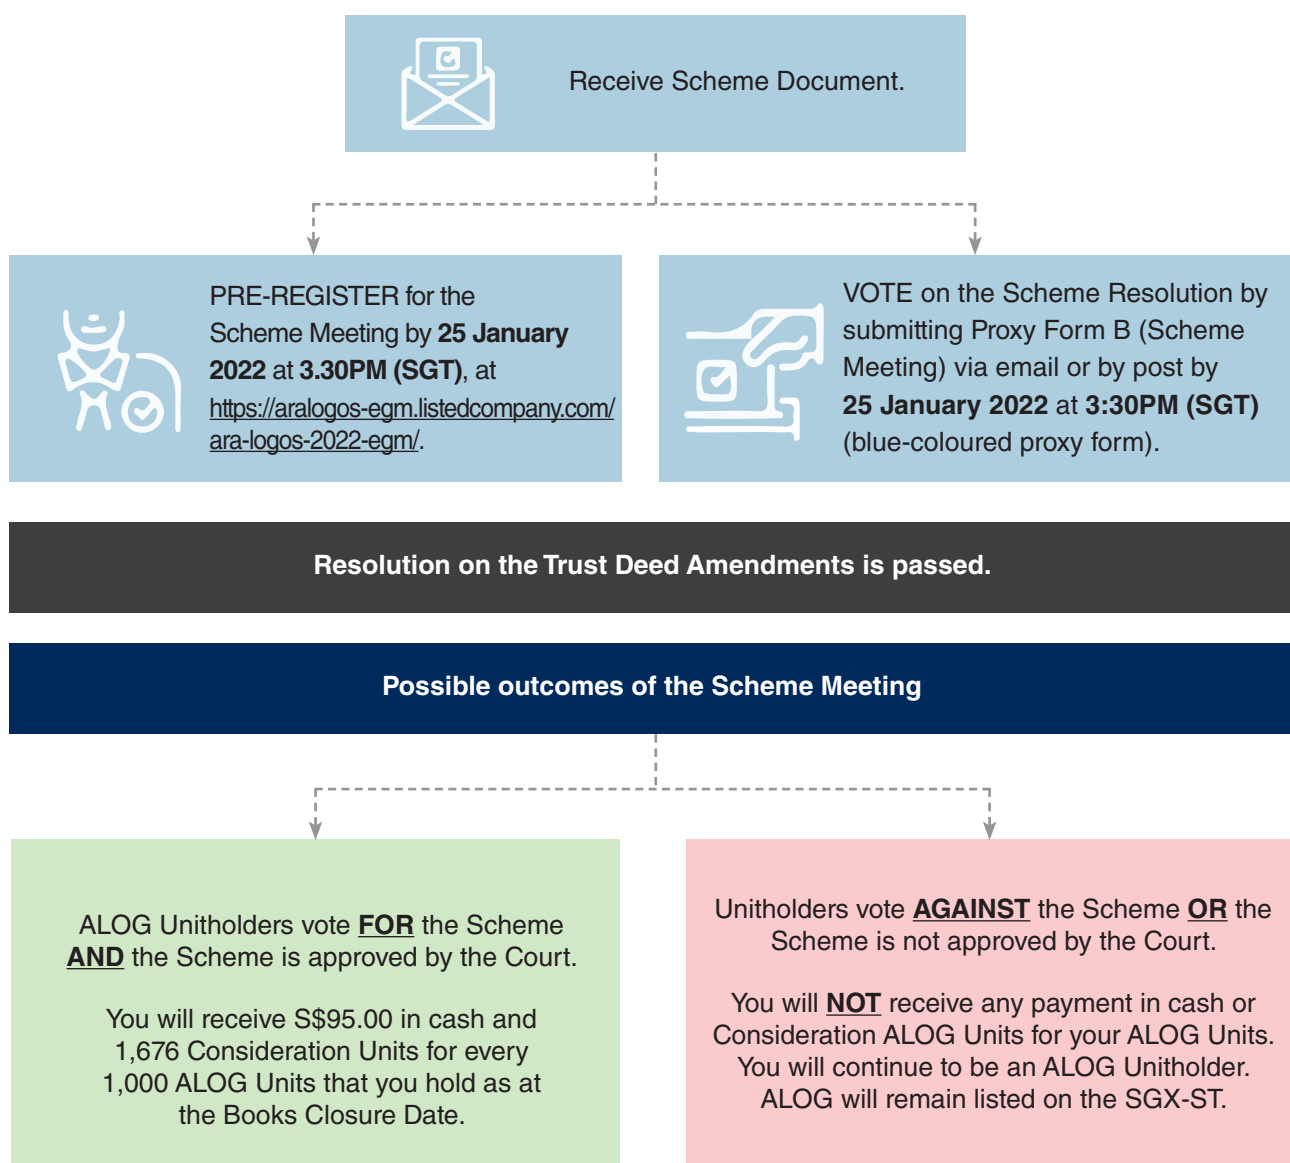 Receive Scheme Document.
PRE-REGISTER for the
Scheme Meeting by 25 January
2022 at 3.30PM (SGT), at
https://aralogos-egm.listedcompany.com/
ara-logos-2022-egm/.
VOTE on the Scheme Resolution by
submitting Proxy Form B (Scheme
Meeting) via email or by post by
25 January 2022 at 3:30PM (SGT)
(blue-coloured proxy form).
Resolution on the Trust Deed Amendments is passed.
Possible outcomes of the Scheme Meeting
ALOG Unitholders vote FOR the Scheme
AND the Scheme is approved by the Court.
You will receive S$95.00 in cash and
1,676 Consideration Units for every
1,000 ALOG Units that you hold as at
the Books Closure Date.
Unitholders vote AGAINST the Scheme OR the
Scheme is not approved by the Court.
You will NOT receive any payment in cash or
Consideration ALOG Units for your ALOG Units.
You will continue to be an ALOG Unitholder.
ALOG will remain listed on the SGX-ST.